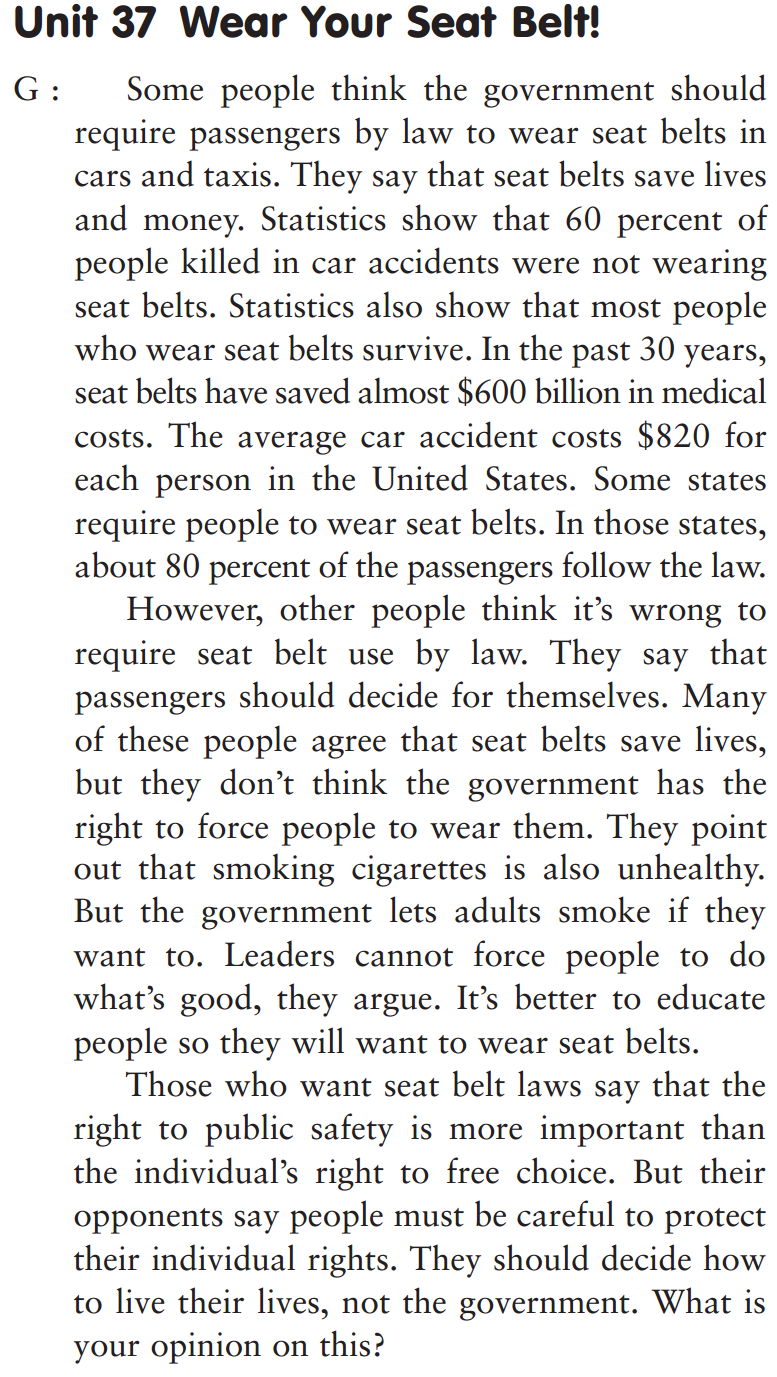 Unit 37 Wear Your Seat Belt!
G : Some people think the government should
require passengers by law to wear seat belts in
cars and taxis. They say that seat belts save lives
and money. Statistics show that 60 percent of
people killed in car accidents were not wearing
seat belts. Statistics also show that most people
who wear seat belts survive. In the past 30 years,
seat belts have saved almost $600 billion in medical
costs. The average car accident costs $820 for
each person in the United States. Some states
require people to wear seat belts. In those states,
about 80 percent of the passengers follow the law.
However, other people think it's wrong to
require seat belt use by law. They say that
passengers should decide for themselves. Many
of these people agree that seat belts save lives,
but they don't think the government has the
right to force people to wear them. They point
out that smoking cigarettes is also unhealthy.
But the government lets adults smoke if they
want to. Leaders cannot force people to do
what's good, they argue. It's better to educate
people so they will want to wear seat belts.
Those who want seat belt laws say that the
right to public safety is more important than
the individual's right to free choice. But their
opponents say people must be careful to protect
their individual rights. They should decide how
to live their lives, not the government. What is
your opinion on this?